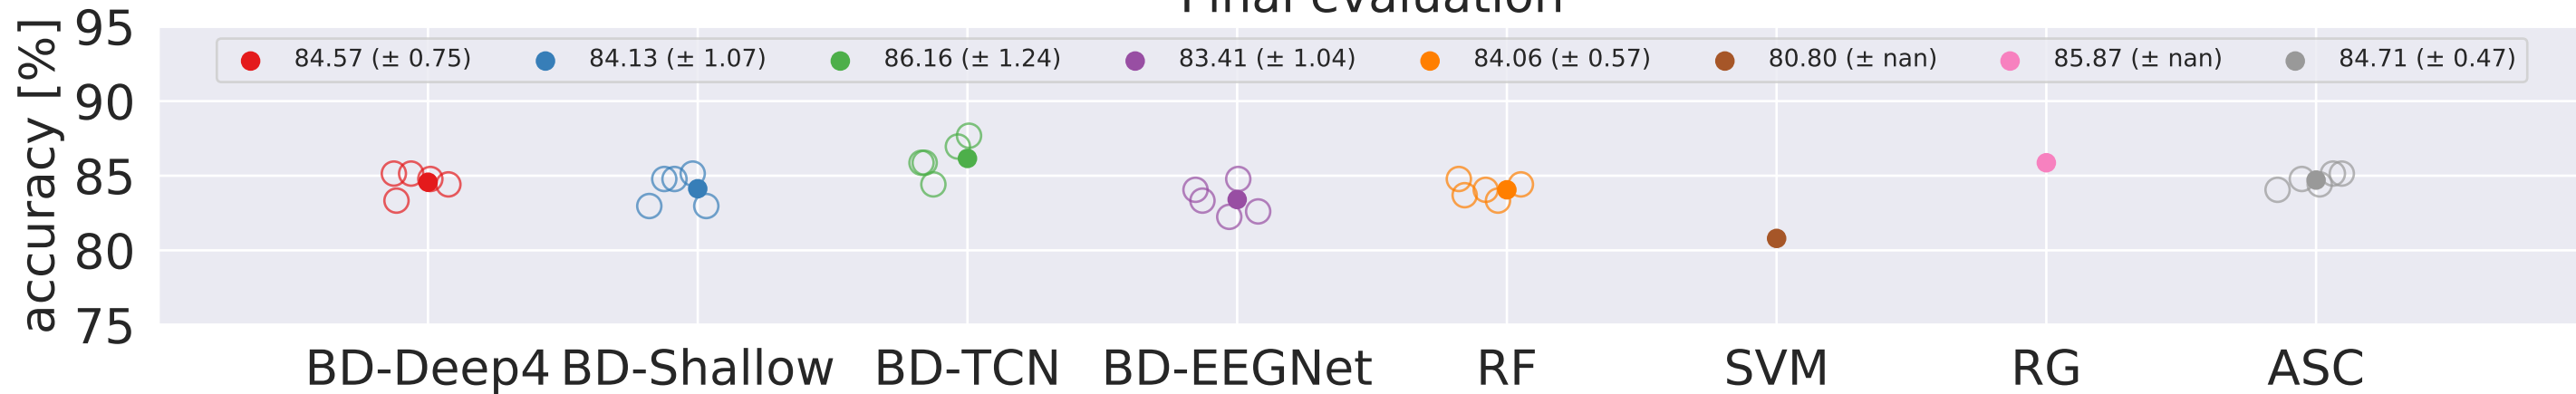 Final evaluation
accuracy [%]
95
90
85
80
75
84.57 (± 0.75) 84.13 (± 1.07) 86.16 (± 1.24) 83.41 (± 1.04) 84.06 (± 0.57) 80.80 (± nan) 85.87 (± nan) 84.71 (± 0.47)
BD-Deep4 BD-Shallow BD-TCN BD-EEGNet RF SVM RG ASC